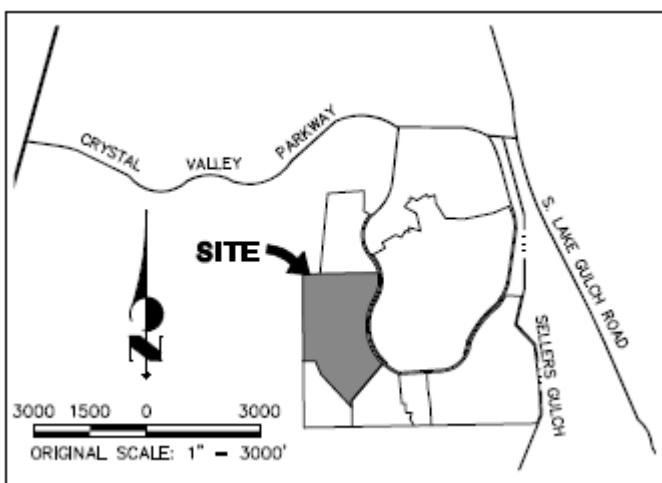 CRYSTAL VALLEY PARKWAY
S. LAKE GULCH ROAD
SITE
SELLERS GULCH
N
3000 1500 0 3000
ORIGINAL SCALE: 1" - 3000'